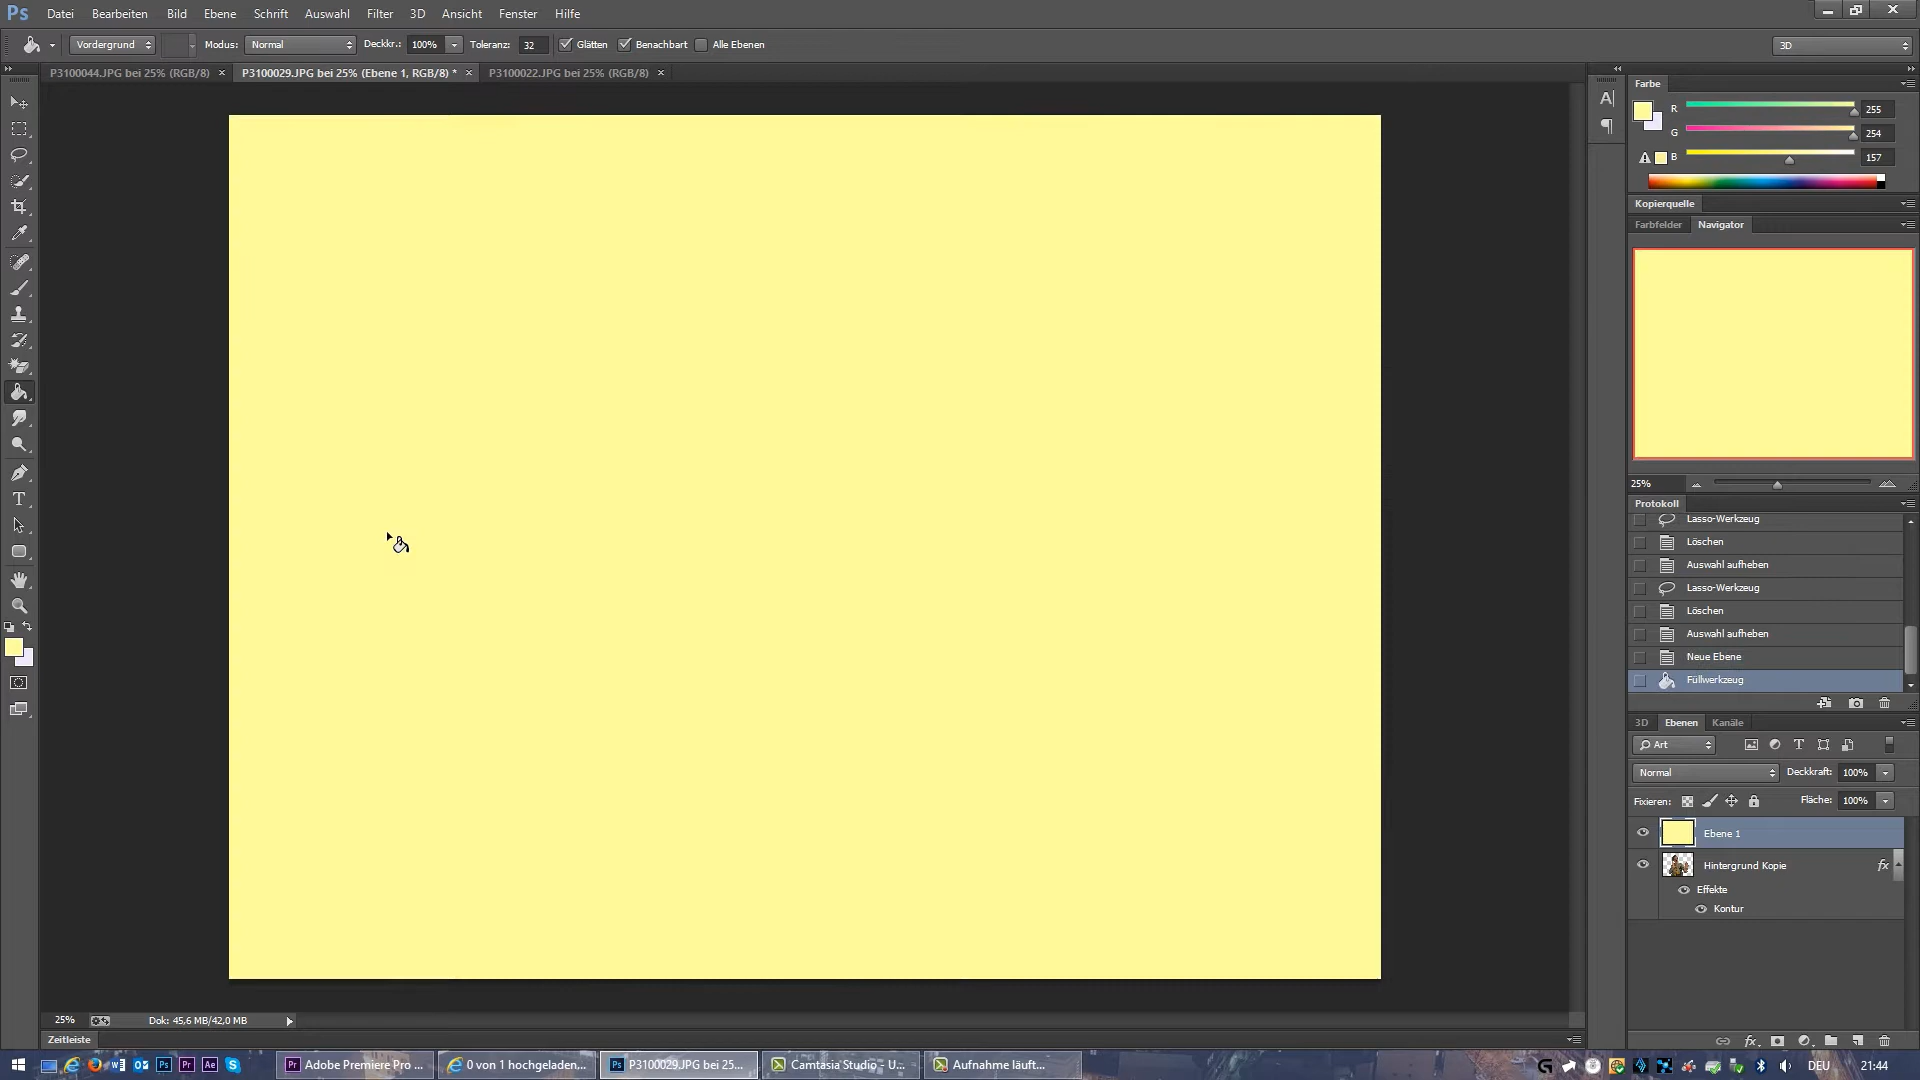 Ps Datei Bearbeiten Bild Ebene Schrift Auswahl Filter 3D Ansicht Fenster Hilfe
Vordergrund Modus: Normal Deckkr.: 100% Toleranz: 32 Glätten Benachbart Alle Ebenen 3D
P3100044.JPG bei 25% (RGB/8) × P3100029.JPG bei 25% (Ebene 1, RGB/8) * × P3100022.JPG bei 25% (RGB/8) ×
Farbe
R 255
G 254
B 157
Kopierquelle
Farbfelder Navigator
25%
Protokoll
Lasso-Werkzeug
Löschen
Auswahl aufheben
Lasso-Werkzeug
Löschen
Auswahl aufheben
Neue Ebene
Füllwerkzeug
3D Ebenen Kanäle
Art
Normal Deckkraft: 100%
Fixieren: Fläche: 100%
Ebene 1
Hintergrund Kopie fx
Effekte
Kontur
25% Dok: 45,6 MB/42,0 MB
Zeitleiste
Adobe Premiere Pro ... 0 von 1 hochgeladen... P3100029.JPG bei 25... Camtasia Studio - U... Aufnahme läuft... DEU 21:44